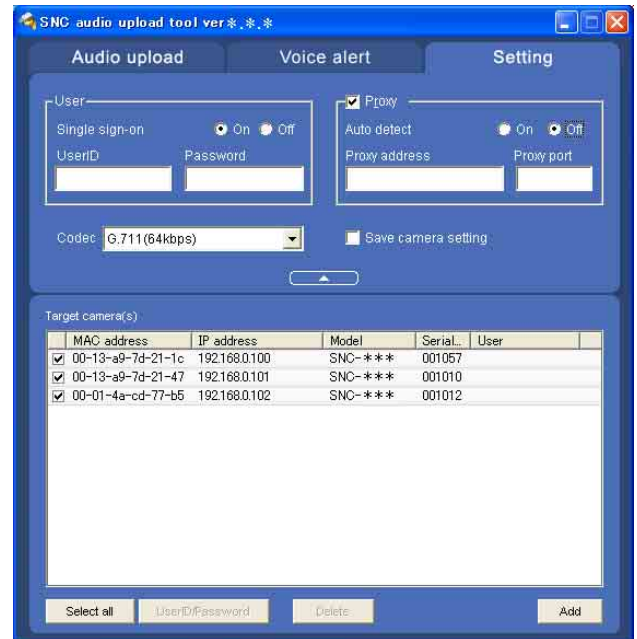 SNC audio upload tool ver*.*.*
Audio upload Voice alert Setting
User Proxy
Single sign-on On Off Auto detect On Off
UserID Password Proxy address Proxy port
Codec G.711(64kbps) Save camera setting
Target camera(s)
MAC address IP address Model Serial... User
00-13-a9-7d-21-1c 192.168.0.100 SNC-*** 001057
00-13-a9-7d-21-47 192.168.0.101 SNC-*** 001010
00-01-4a-cd-77-b5 192.168.0.102 SNC-*** 001012
Select all UserID/Password Delete Add